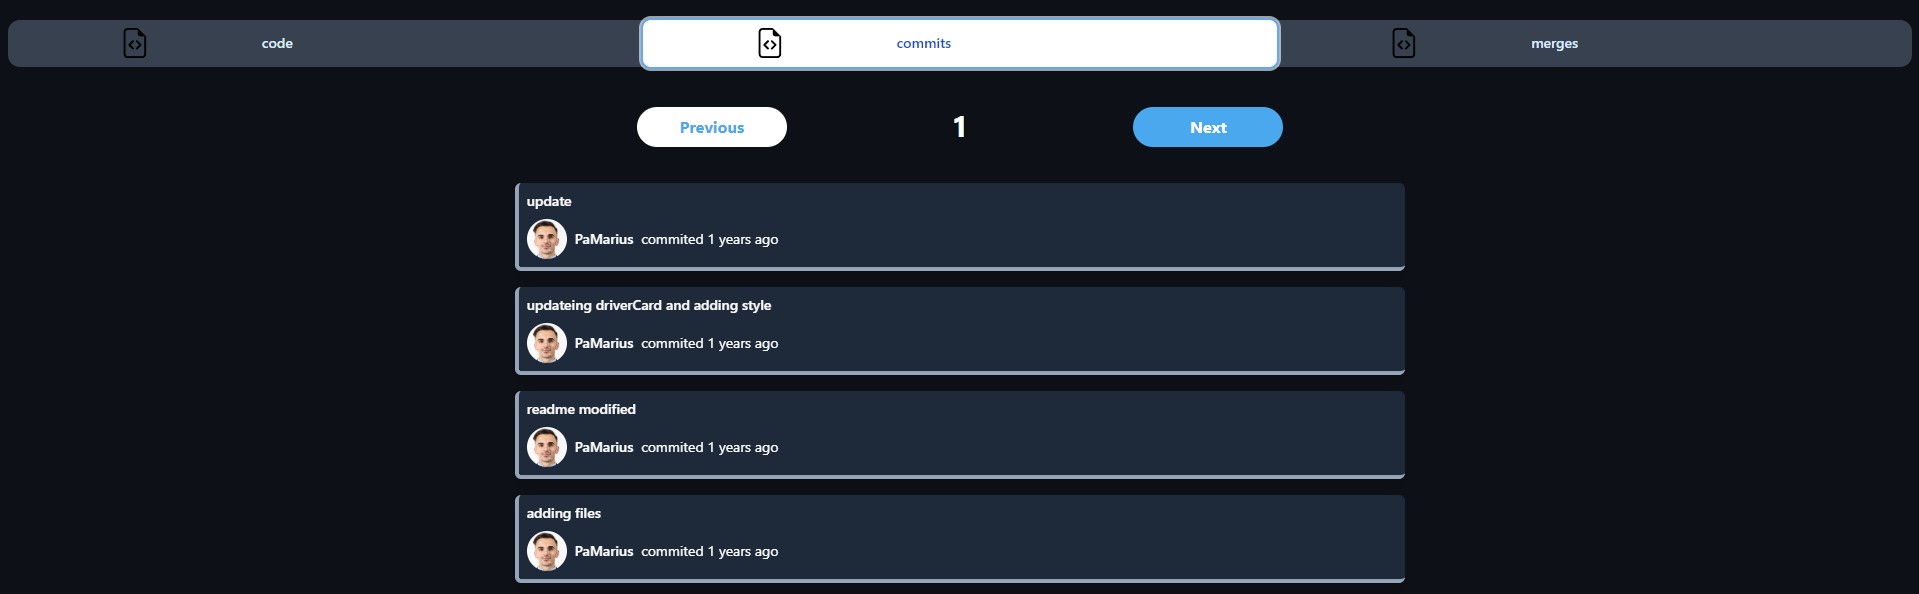 code commits merges
Previous 1 Next
update
PaMarius commited 1 years ago
updateing driverCard and adding style
PaMarius commited 1 years ago
readme modified
PaMarius commited 1 years ago
adding files
PaMarius commited 1 years ago